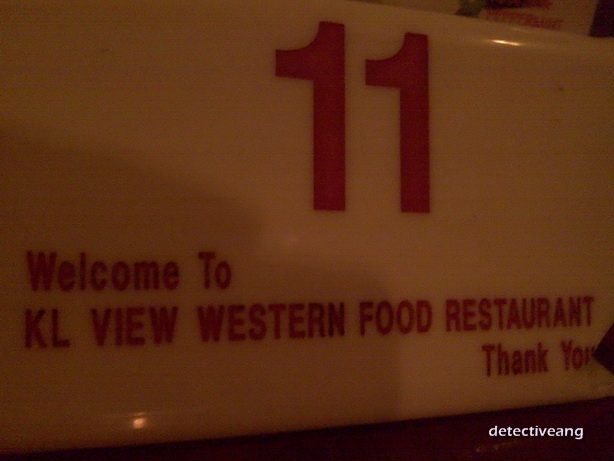 11
Welcome To
KL VIEW WESTERN FOOD RESTAURANT
Thank You
detectiveang